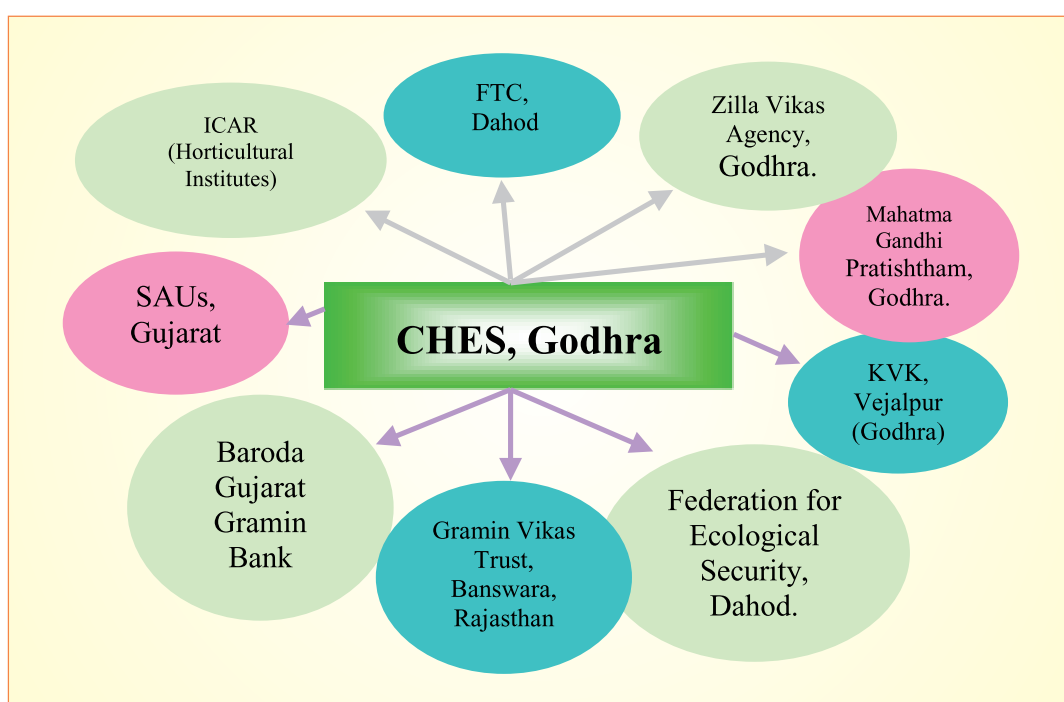 FTC,
Dahod
Zilla Vikas
Agency,
Godhra.
ICAR
(Horticultural
Institutes)
Mahatma
Gandhi
Pratishtham,
Godhra.
SAUs,
Gujarat
CHES, Godhra
KVK,
Vejalpur
(Godhra)
Baroda
Gujarat
Gramin
Bank
Gramin Vikas
Trust,
Banswara,
Rajasthan
Federation for
Ecological
Security,
Dahod.